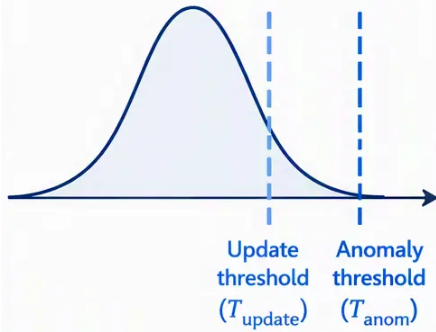 Update
threshold
(T_update)
Anomaly
threshold
(T_anom)